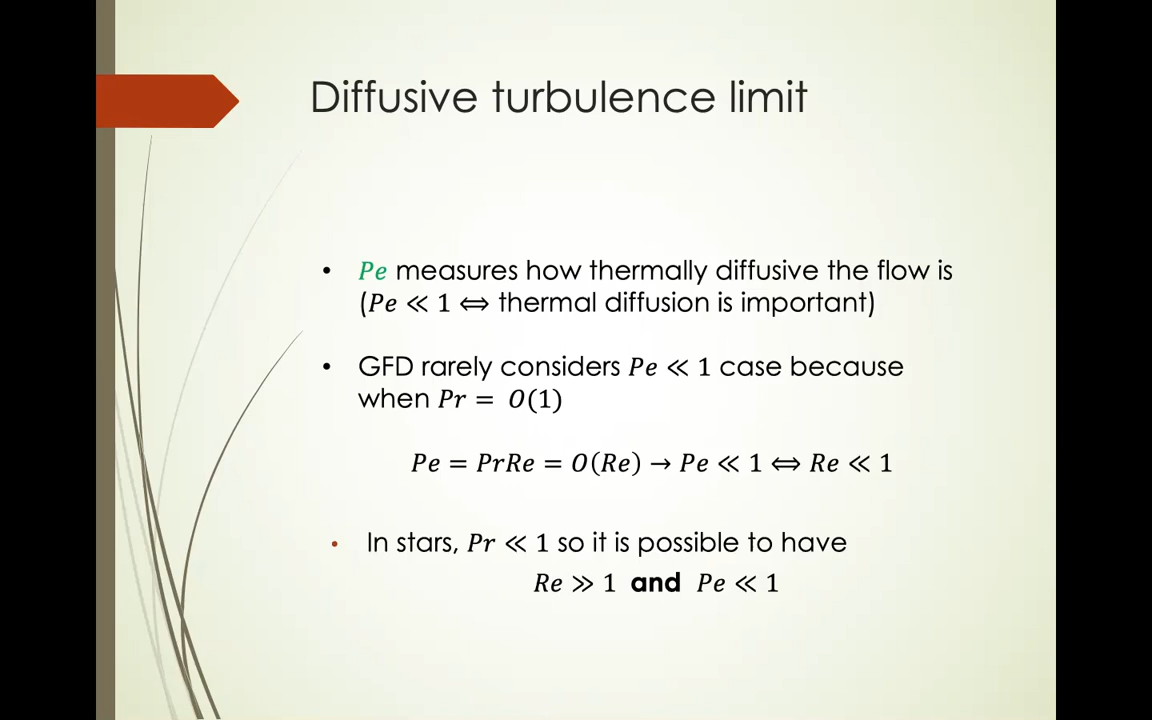 Diffusive turbulence limit
• Pe measures how thermally diffusive the flow is
(Pe ≪ 1 ⇔ thermal diffusion is important)
• GFD rarely considers Pe ≪ 1 case because
when Pr = O(1)
Pe = PrRe = O(Re) → Pe ≪ 1 ⇔ Re ≪ 1
• In stars, Pr ≪ 1 so it is possible to have
Re ≫ 1 and Pe ≪ 1